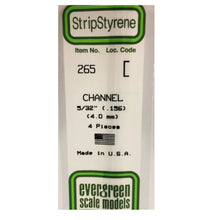 StripStyrene
Item No. Loc. Code
265 [
CHANNEL
5/32" (.156)
(4.0 mm)
4 Pieces
Made In U.S.A.
evergreen
scale models